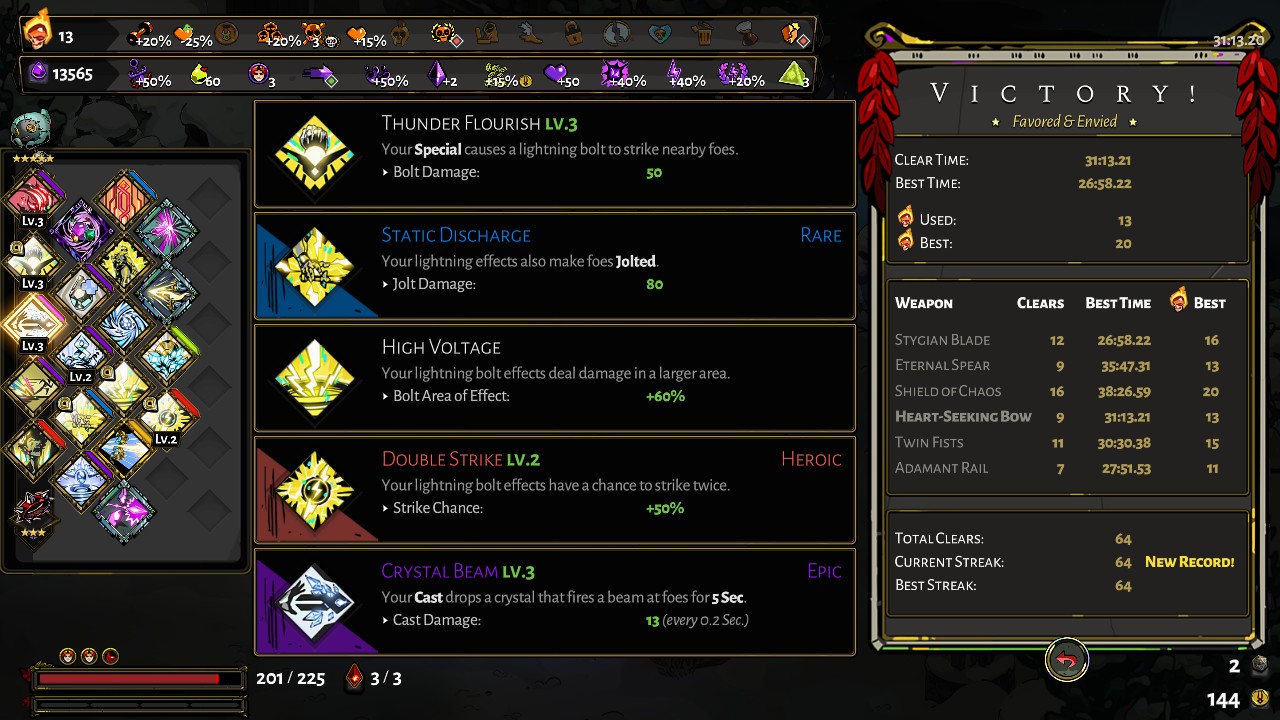 13
+20%
-25%
+20%
3
+15%
13565
+50%
60
3
+50%
+2
+15%
+50
+40%
+40%
+20%
3
Lv.3
Lv.3
Lv.3
Lv.2
Lv.2
THUNDER FLOURISH LV.3
Your Special causes a lightning bolt to strike nearby foes.
Bolt Damage: 50
STATIC DISCHARGE RARE
Your lightning effects also make foes Jolted.
Jolt Damage: 80
HIGH VOLTAGE
Your lightning bolt effects deal damage in a larger area.
Bolt Area of Effect: +60%
DOUBLE STRIKE LV.2 HEROIC
Your lightning bolt effects have a chance to strike twice.
Strike Chance: +50%
CRYSTAL BEAM LV.3 EPIC
Your Cast drops a crystal that fires a beam at foes for 5 Sec.
Cast Damage: 13 (every 0.2 Sec.)
201 / 225
3 / 3
31:13.20
VICTORY!
Favored & Envied
CLEAR TIME: 31:13.21
BEST TIME: 26:58.22
USED: 13
BEST: 20
WEAPON CLEARS BEST TIME BEST
STYGIAN BLADE 12 26:58.22 16
ETERNAL SPEAR 9 35:47.31 13
SHIELD OF CHAOS 16 38:26.59 20
HEART-SEEKING BOW 9 31:13.21 13
TWIN FISTS 11 30:30.38 15
ADAMANT RAIL 7 27:51.53 11
TOTAL CLEARS: 64
CURRENT STREAK: 64 NEW RECORD!
BEST STREAK: 64
2
144